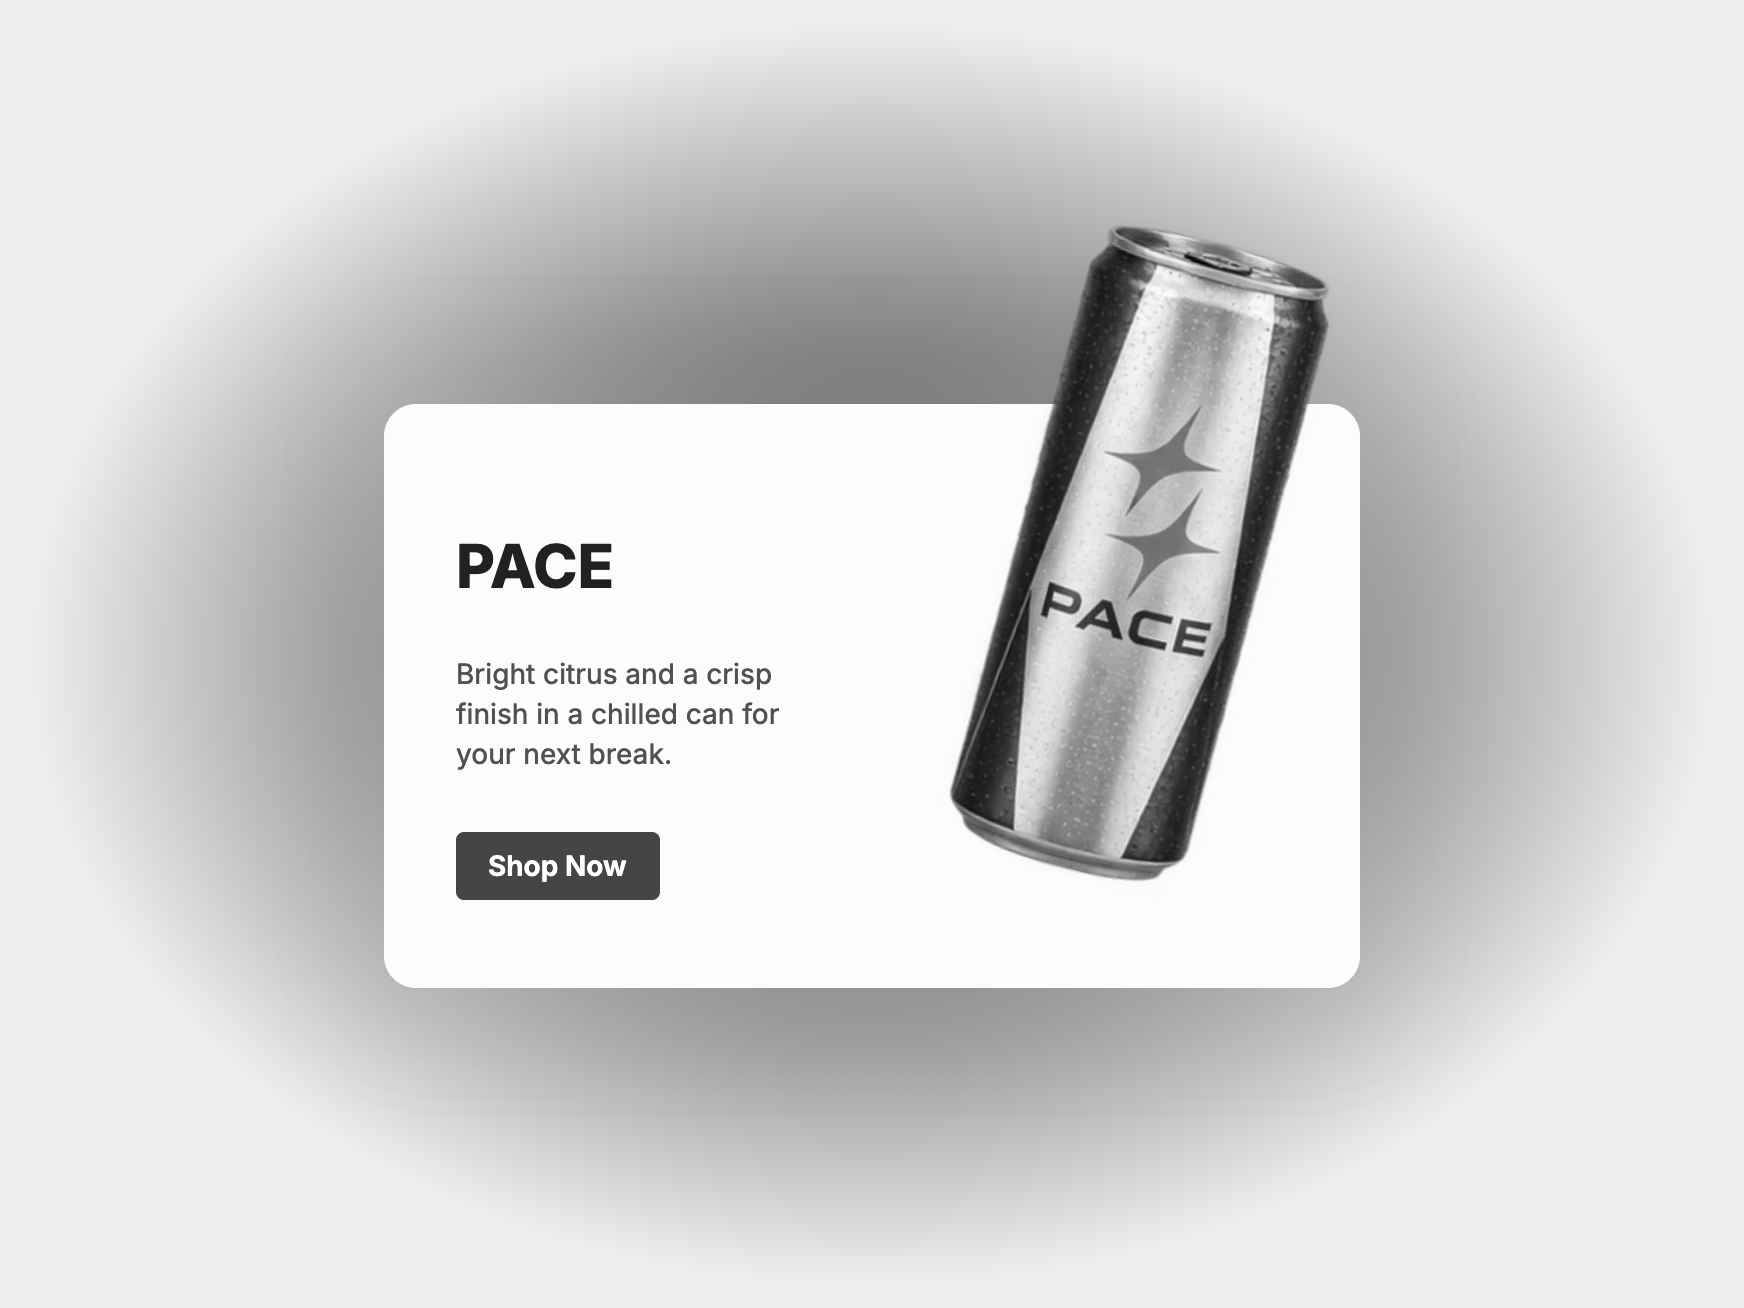 PACE
Bright citrus and a crisp
finish in a chilled can for
your next break.
Shop Now
PACE